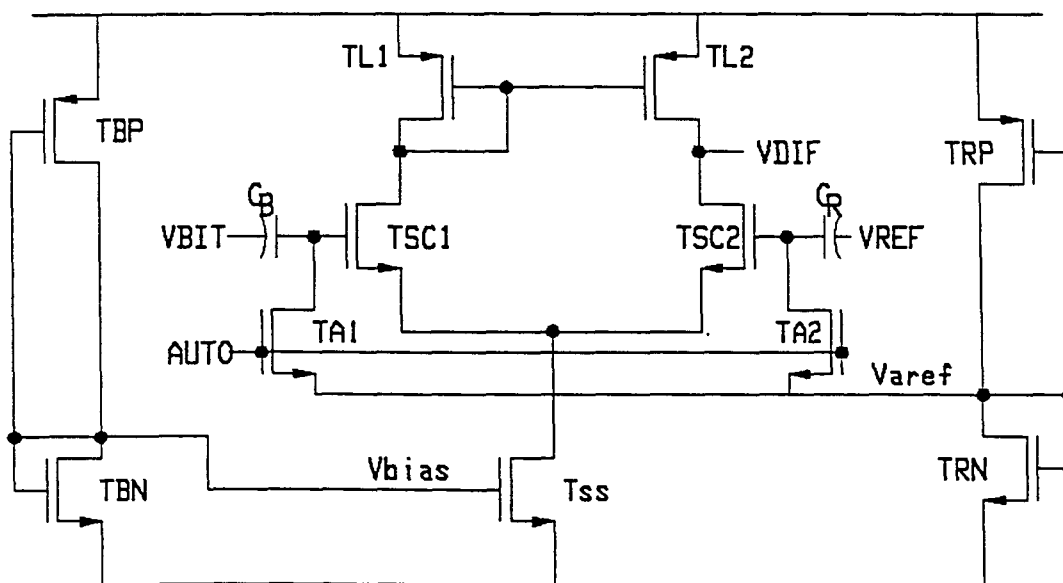 TL1
TL2
TBP
VDIF
TRP
CB
CR
VBIT
TSC1
TSC2
VREF
TA1
TA2
AUTO
Varef
Vbias
TBN
Tss
TRN